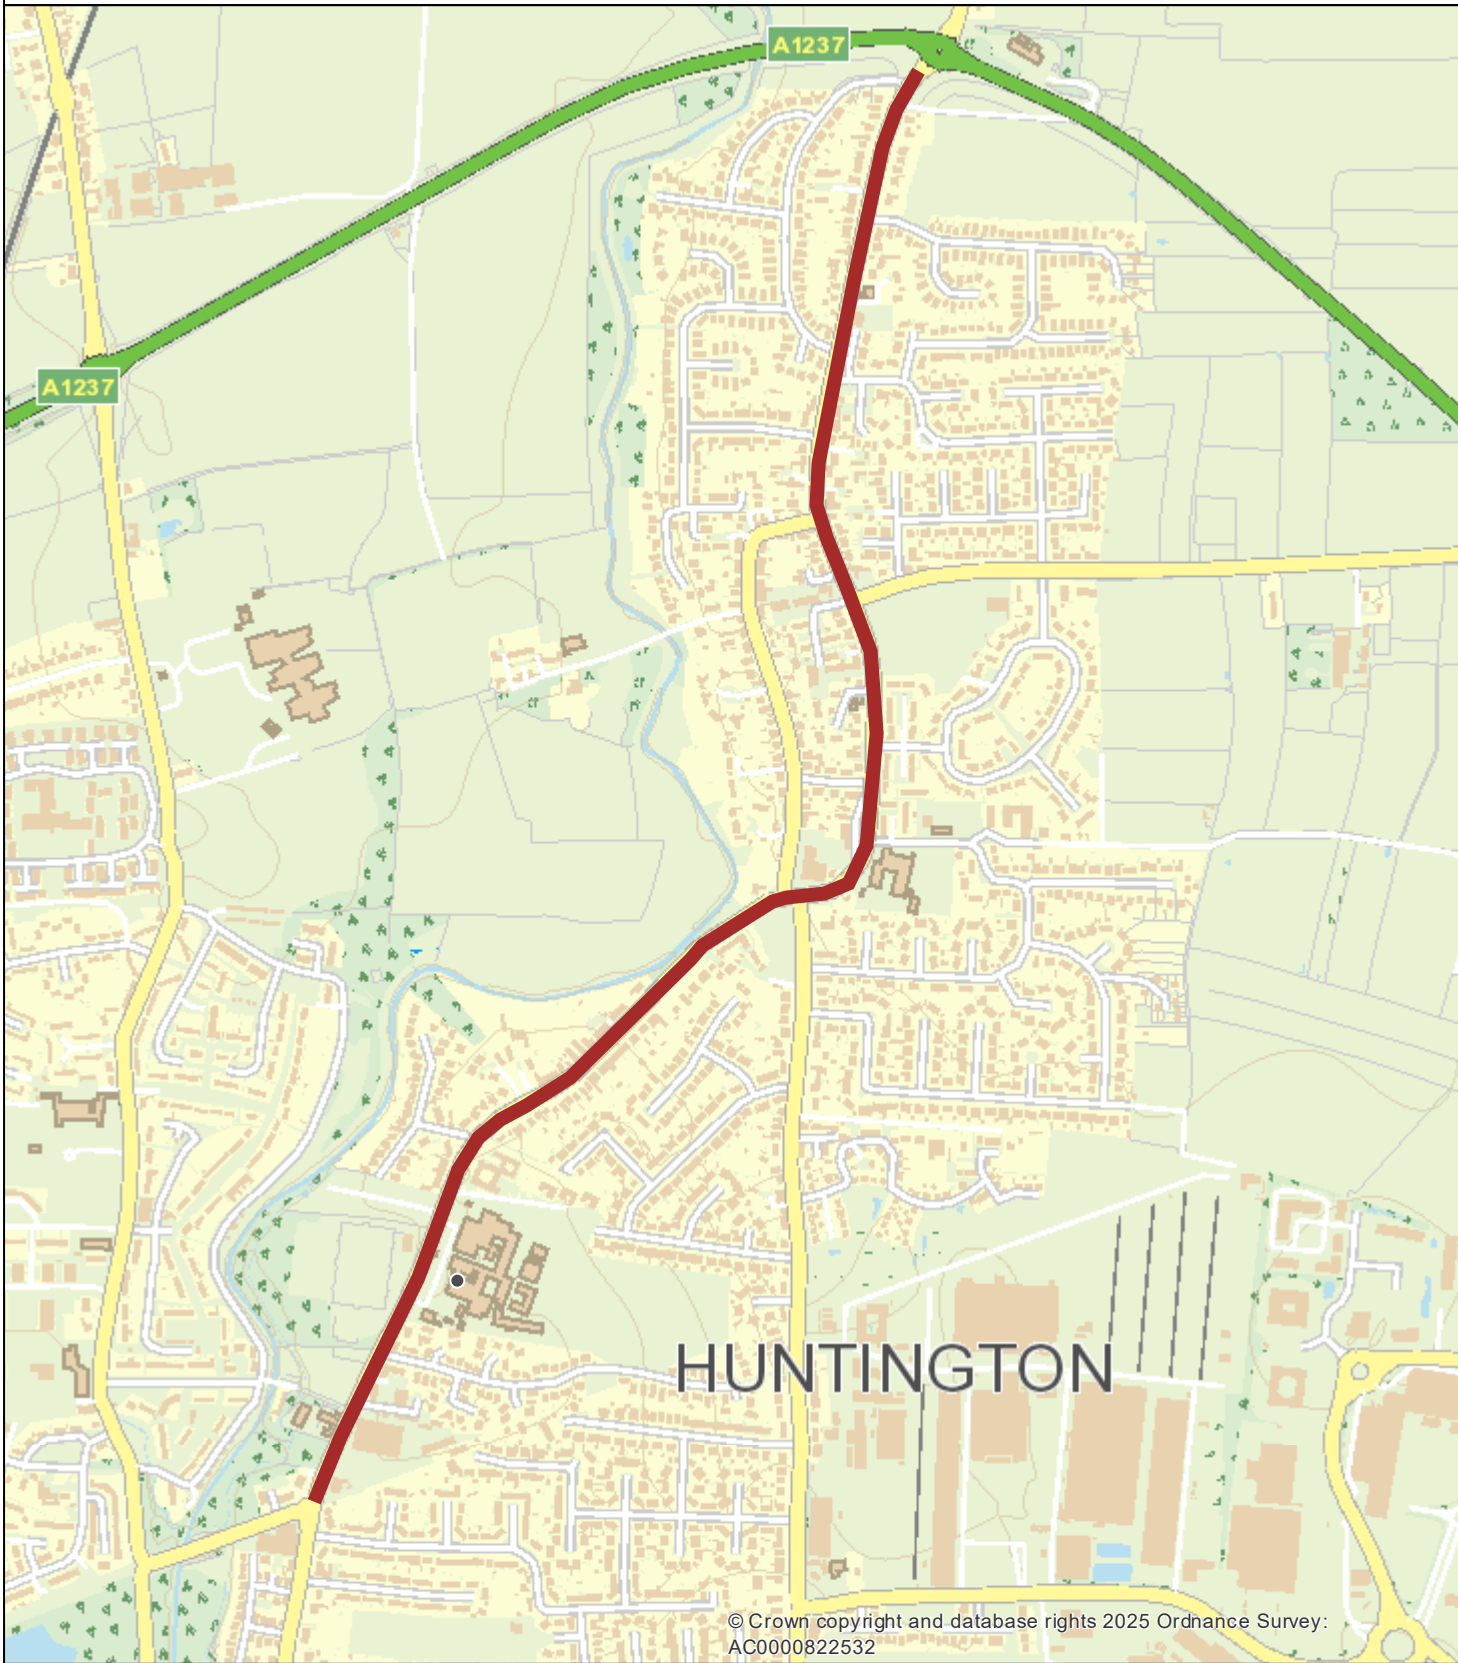 A1237
A1237
HUNTINGTON
© Crown copyright and database rights 2025 Ordnance Survey:
AC0000822532